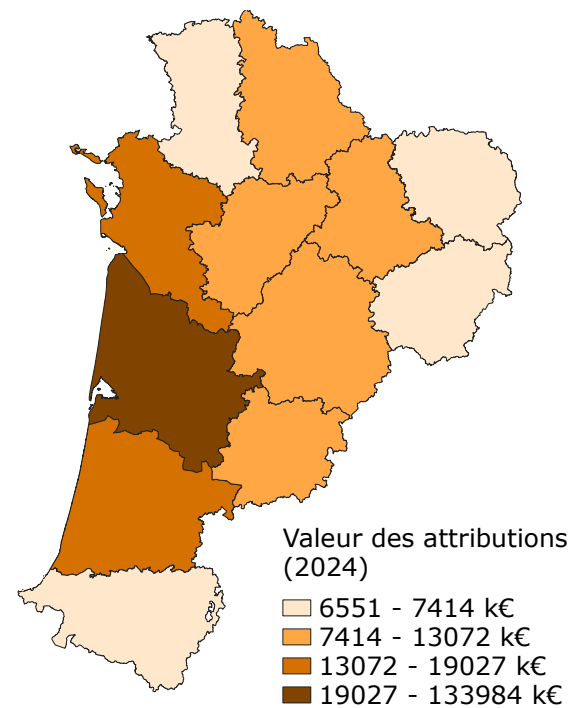 Valeur des attributions
(2024)
6551 - 7414 k€
7414 - 13072 k€
13072 - 19027 k€
19027 - 133984 k€